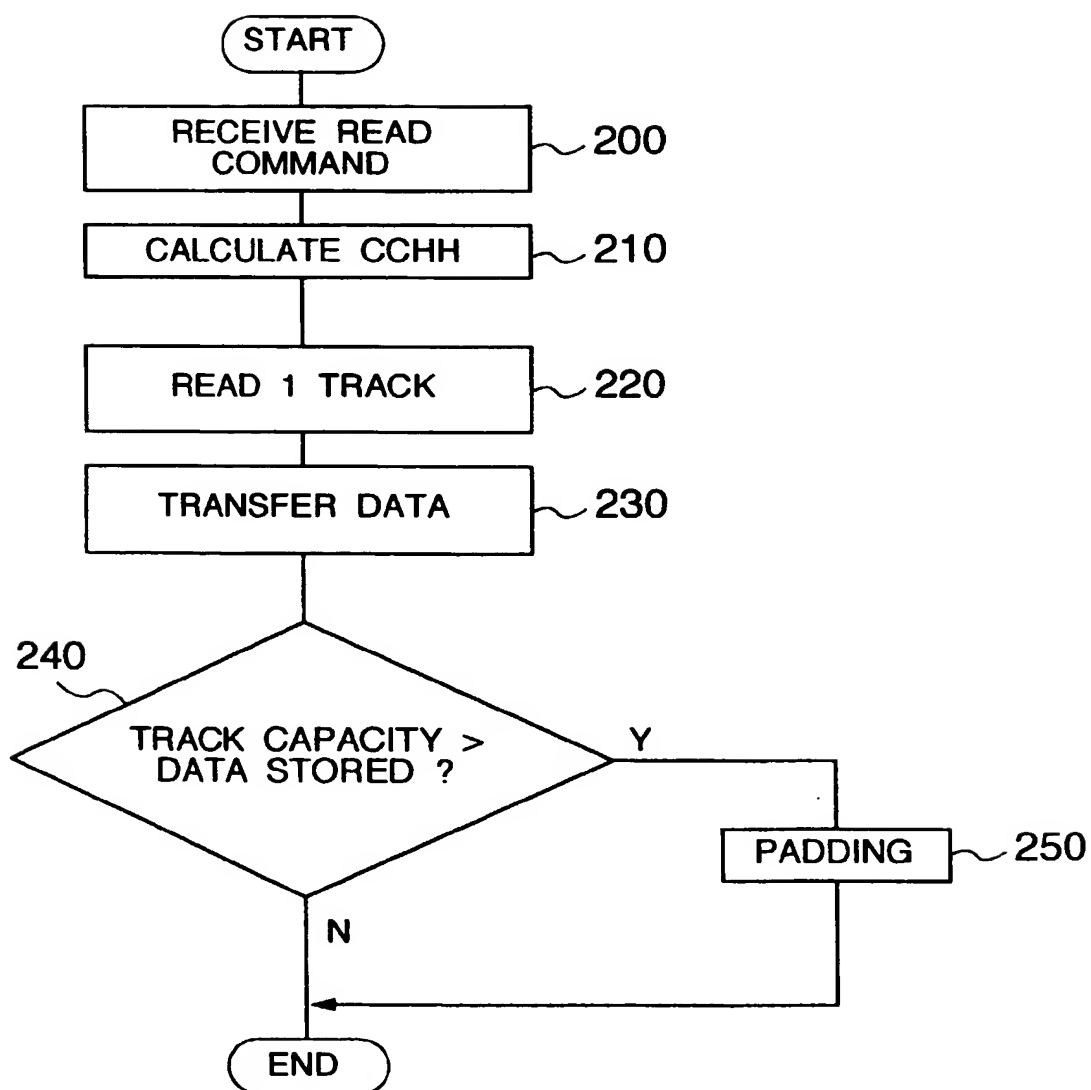 START
RECEIVE READ
COMMAND
200
CALCULATE CCHH
210
READ 1 TRACK
220
TRANSFER DATA
230
240
TRACK CAPACITY >
DATA STORED ?
Y
PADDING
250
N
END